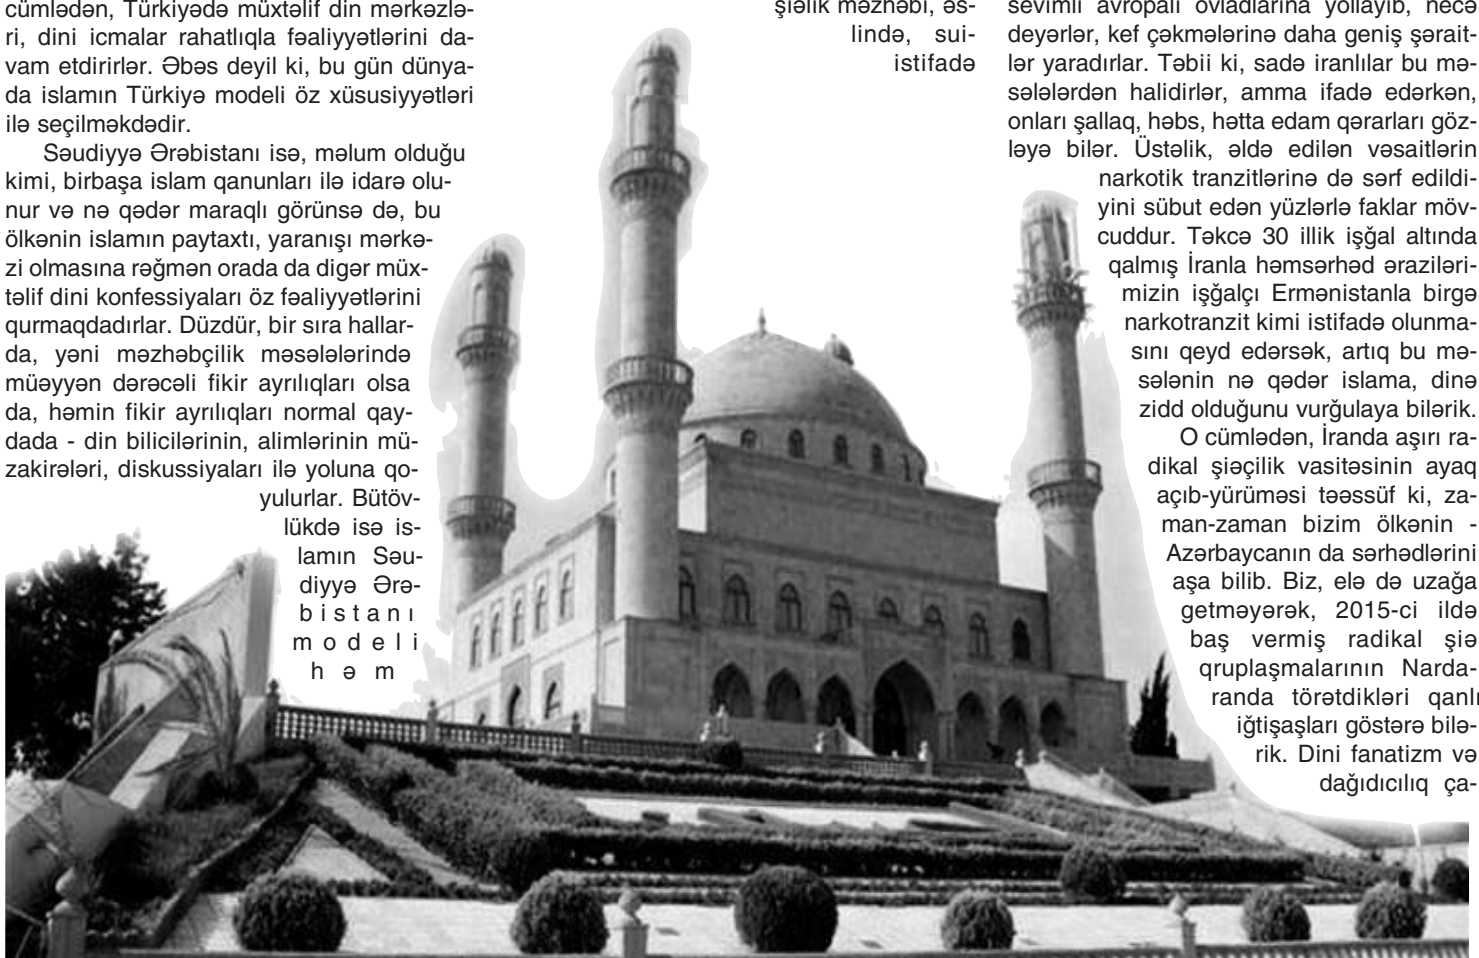 cümlədən, Türkiyədə müxtəlif din mərkəzlə-
ri, dini icmalar rahatlıqla fəaliyyətlərini da-
vam etdirirlər. Əbəs deyil ki, bu gün dünya-
da islamın Türkiyə modeli öz xüsusiyyətləri
ilə seçilməkdədir.
Səudiyyə Ərəbistanı isə, məlum olduğu
kimi, birbaşa islam qanunları ilə idarə olu-
nur və nə qədər maraqlı görünsə də, bu
ölkənin islamın paytaxtı, yaranışı mərkə-
zi olmasına rəğmən orada da digər müx-
təlif dini konfessiyaları öz fəaliyyətlərini
qurmaqdadırlar. Düzdür, bir sıra hallar-
da, yəni məzhəbçilik məsələlərində
müəyyən dərəcəli fikir ayrılıqları olsa
da, həmin fikir ayrılıqları normal qay-
dada - din bilicilərinin, alimlərinin mü-
zakirələri, diskussiyaları ilə yoluna qo-
yulurlar. Bütöv-
lükdə isə is-
lamın Səu-
diyyə Ərə-
bistanı
modeli
həm
şiəlik məzhəbi, əs-
lində, sui-
istifadə
sevimli avropalı övladlarına yollayıb, necə
deyərlər, kef çəkmələrinə daha geniş şərait-
lər yaradırlar. Təbii ki, sadə iranlılar bu mə-
sələlərdən halidirlər, amma ifadə edərkən,
onları şallaq, həbs, hətta edam qərarları göz-
ləyə bilər. Üstəlik, əldə edilən vəsaitlərin
narkotik tranzitlərinə də sərf edildi-
yini sübut edən yüzlərlə faklar möv-
cuddur. Təkcə 30 illik işğal altında
qalmış İranla həmsərhəd əraziləri-
mizin işğalçı Ermənistanla birgə
narkotranzit kimi istifadə olunma-
sını qeyd edərsək, artıq bu mə-
sələnin nə qədər islama, dinə
zidd olduğunu vurğulaya bilərik.
O cümlədən, İranda aşırı ra-
dikal şiəçilik vasitəsinin ayaq
açıb-yürüməsi təəssüf ki, za-
man-zaman bizim ölkənin -
Azərbaycanın da sərhədlərini
aşa bilib. Biz, elə də uzağa
getməyərək, 2015-ci ildə
baş vermiş radikal şiə
qruplaşmalarının Narda-
randa törətdikləri qanlı
iğtişaşları göstərə bilə-
rik. Dini fanatizm və
dağıdıcılıq ça-